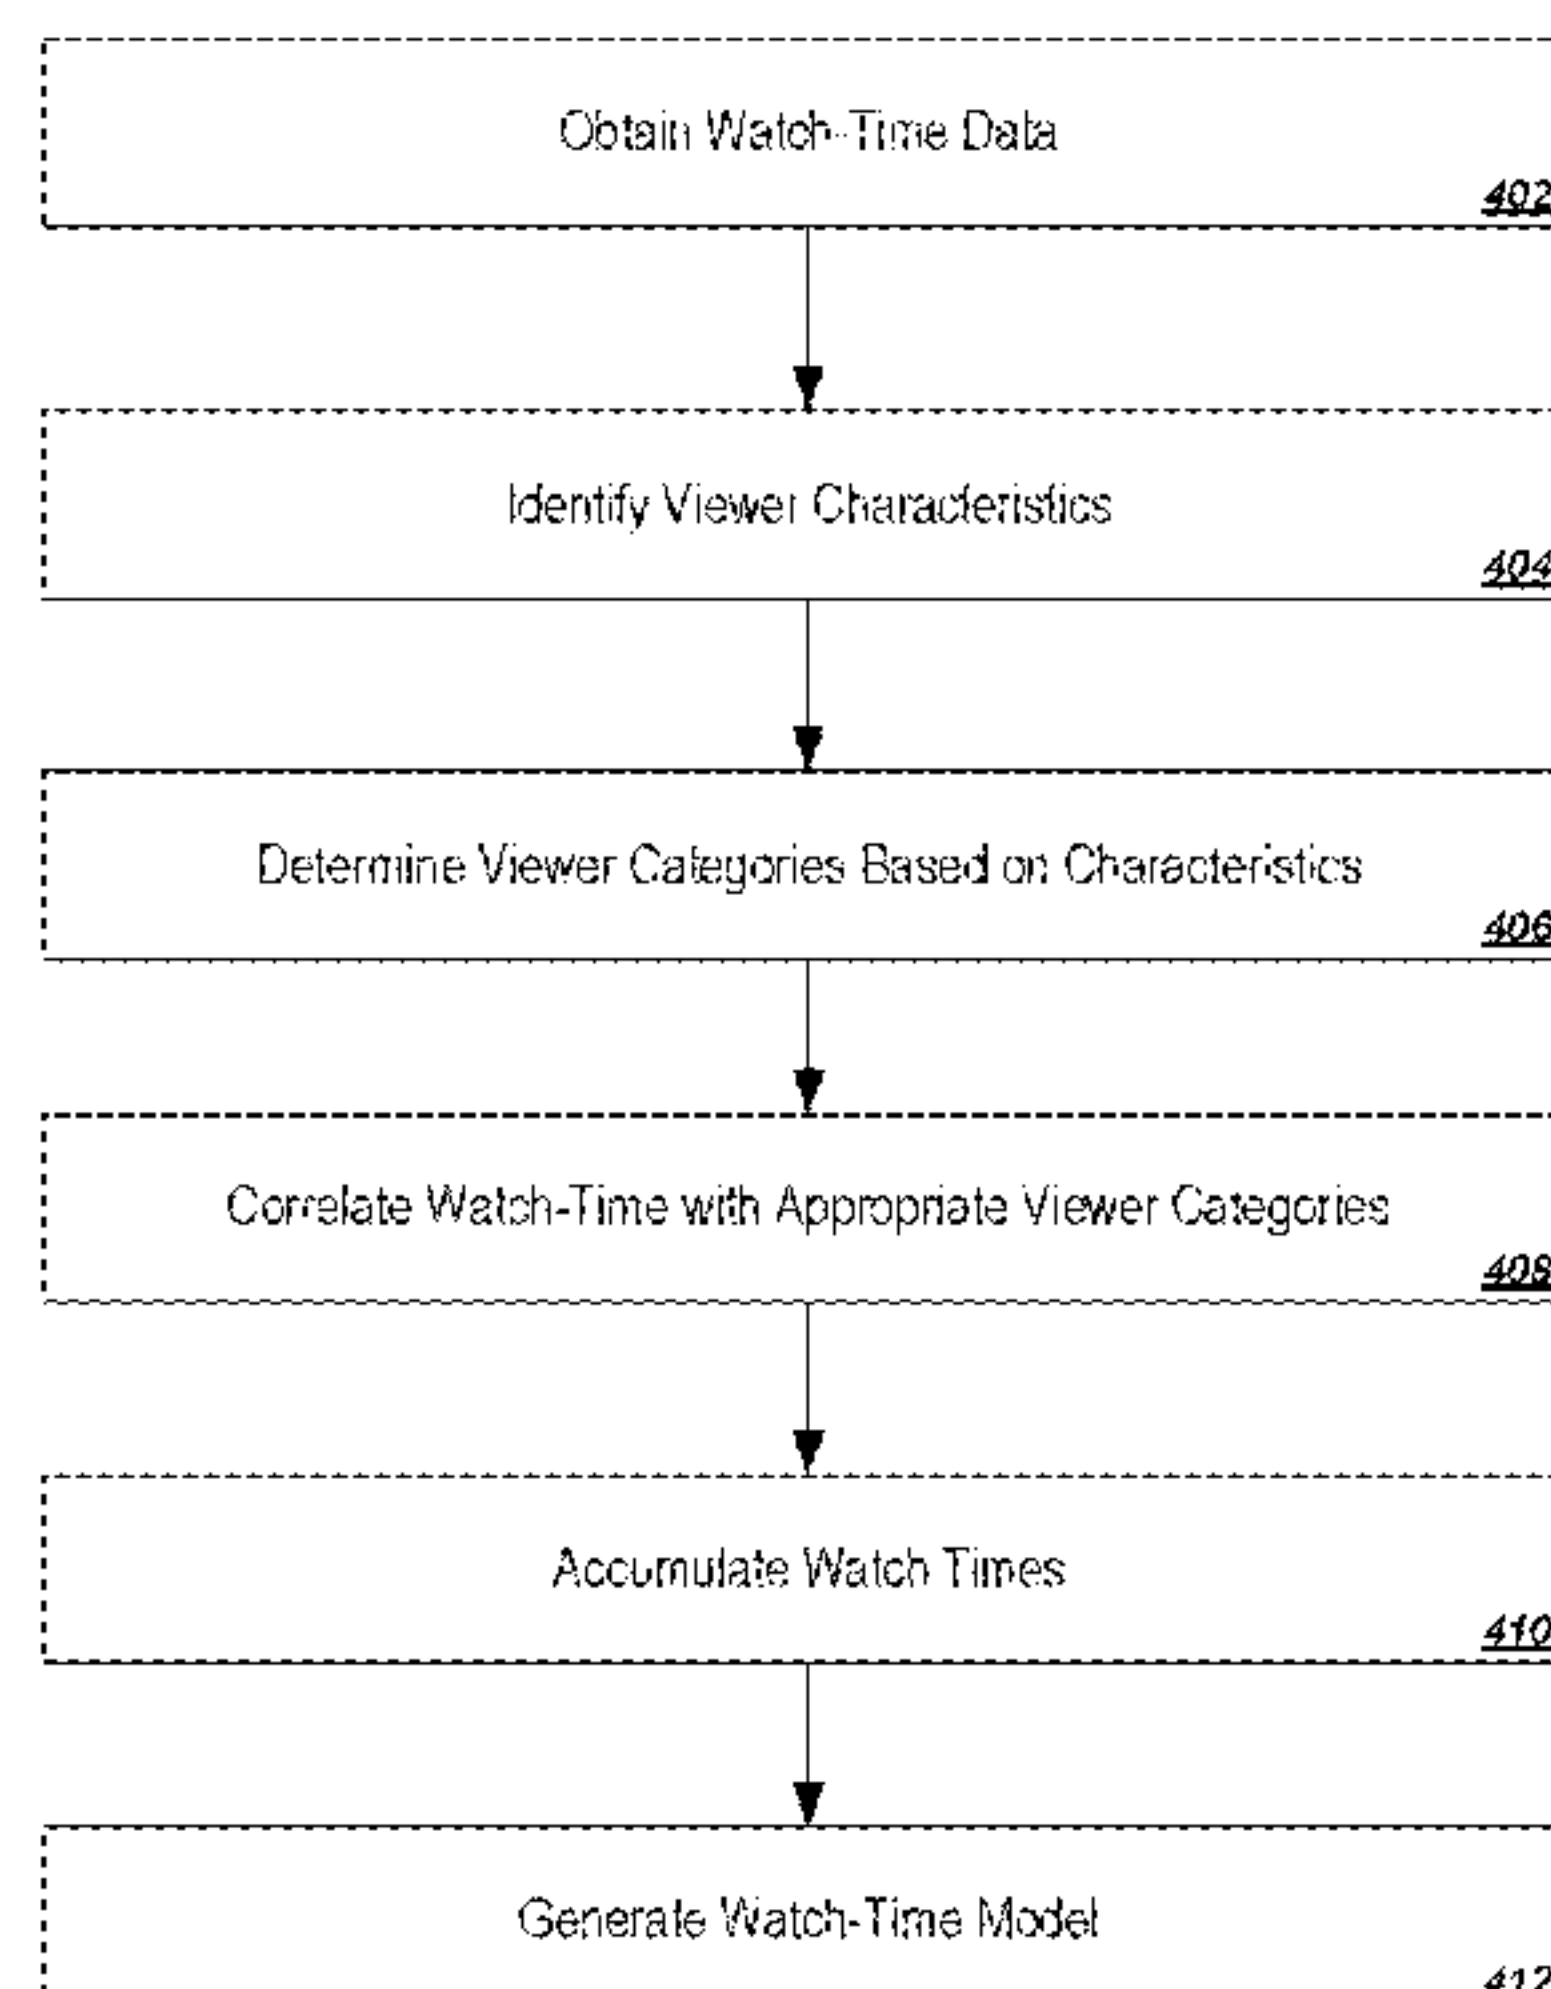 Obtain Watch-Time Data
402
Identify Viewer Characteristics
404
Determine Viewer Categories Based on Characteristics
406
Correlate Watch-Time with Appropriate Viewer Categories
408
Accumulate Watch Times
410
Generate Watch-Time Model
412